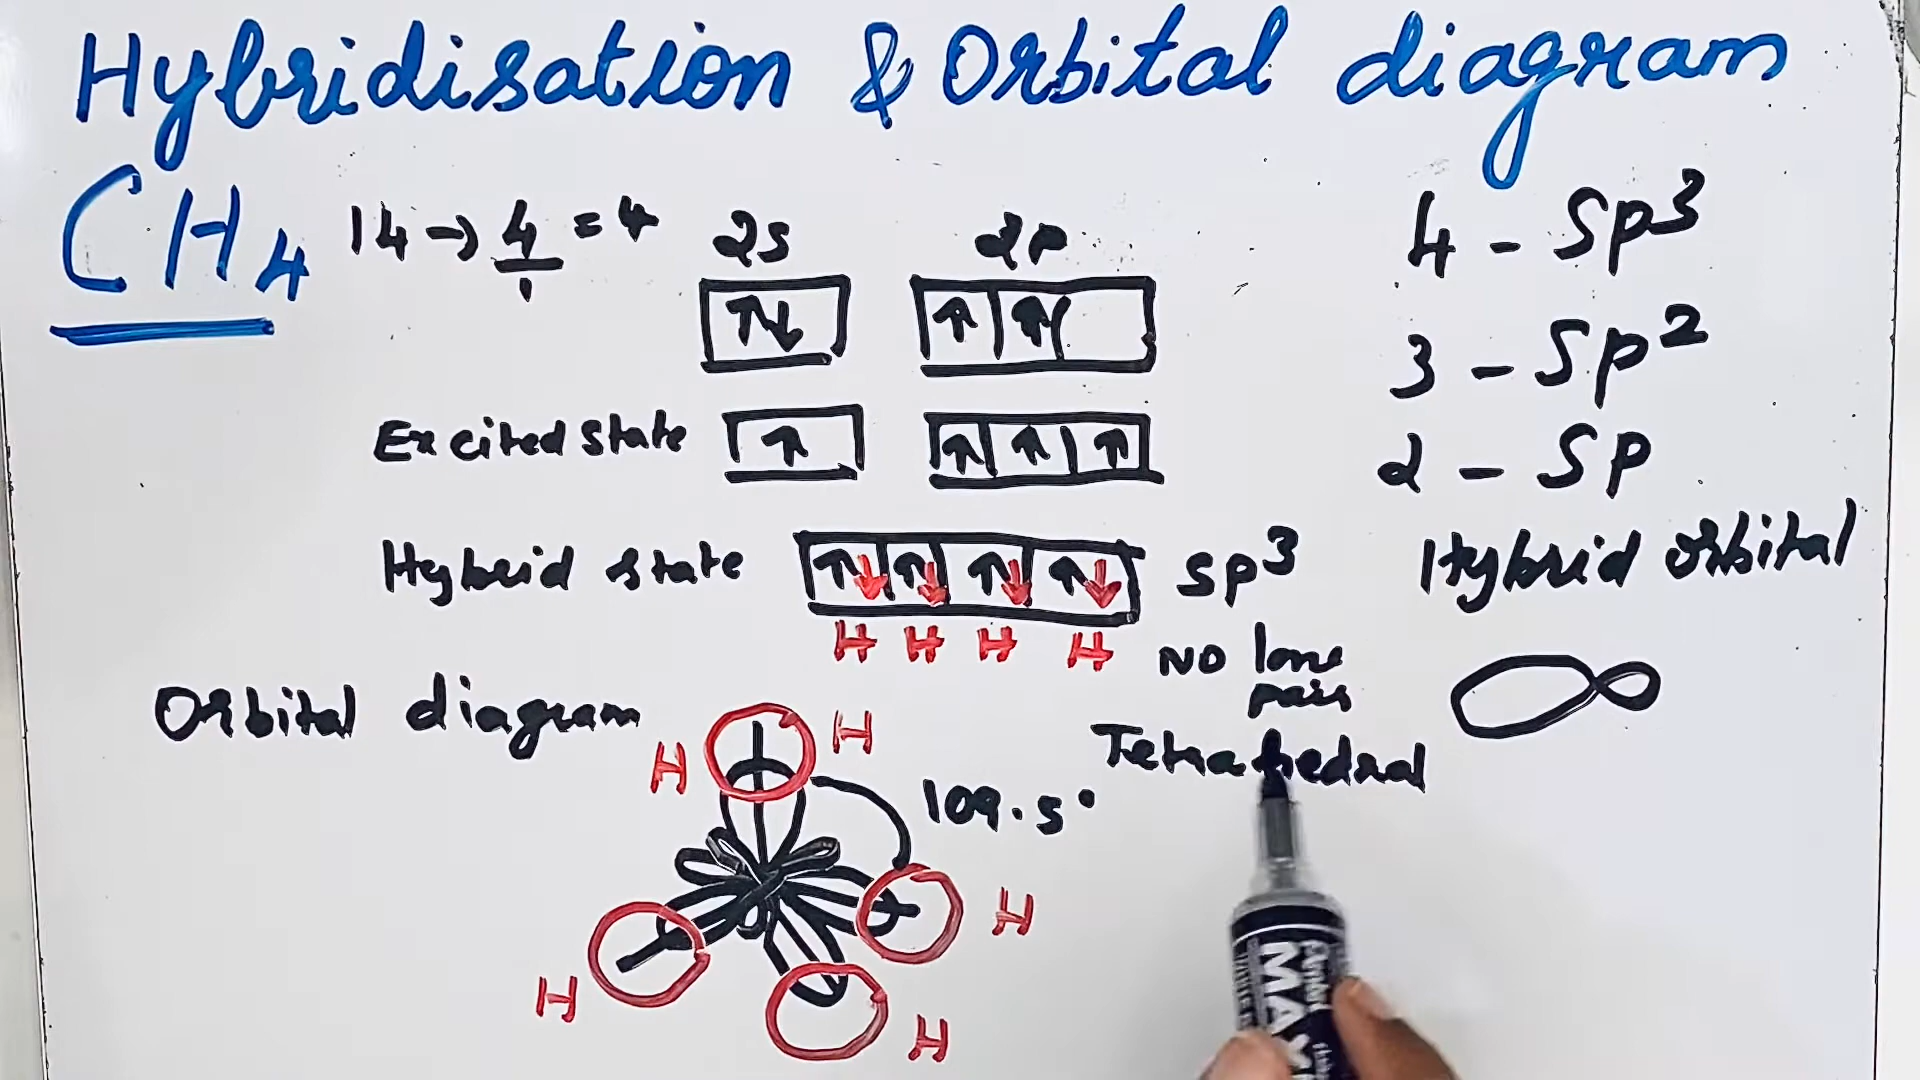 Hybridisation & Orbital diagram
CH4 14 → 4/1 = 4 2s 2p 4 - Sp3
3 - Sp2
Excited state 2 - Sp
Hybrid state sp3 Hybrid orbital
H H H H NO lone
pair
Orbital diagram H H Tetrahedral
109.5°
H
H
H
MAX